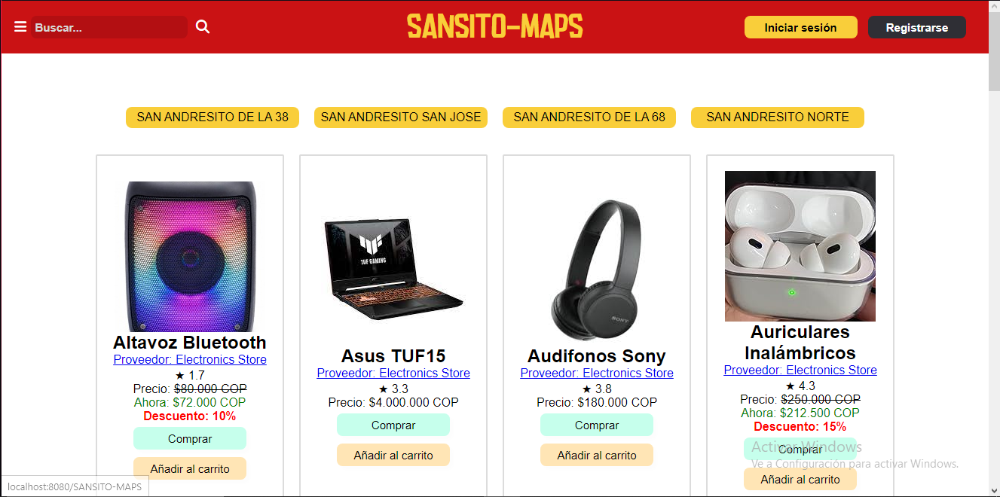 Buscar...
SANSITO-MAPS
Iniciar sesión
Registrarse
SAN ANDRESITO DE LA 38
SAN ANDRESITO SAN JOSE
SAN ANDRESITO DE LA 68
SAN ANDRESITO NORTE
Altavoz Bluetooth
Proveedor: Electronics Store
★ 1.7
Precio: $80.000 COP
Ahora: $72.000 COP
Descuento: 10%
Comprar
Añadir al carrito
TUF GAMING
Asus TUF15
Proveedor: Electronics Store
★ 3.3
Precio: $4.000.000 COP
Comprar
Añadir al carrito
SONY
Audifonos Sony
Proveedor: Electronics Store
★ 3.8
Precio: $180.000 COP
Comprar
Añadir al carrito
Auriculares
Inalámbricos
Proveedor: Electronics Store
★ 4.3
Precio: $250.000 COP
Ahora: $212.500 COP
Descuento: 15%
Comprar
Añadir al carrito
Activar Windows
Ve a Configuración para activar Windows.
localhost:8080/SANSITO-MAPS